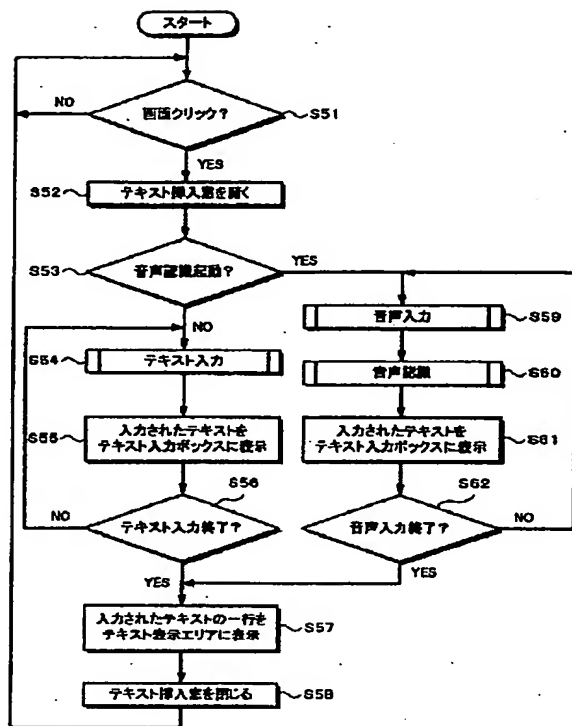 スタート
画面クリック?
NO
S51
YES
テキスト挿入窓を開く
S52
音声認識起動?
S53
YES
NO
音声入力
S59
テキスト入力
S54
音声認識
S60
入力されたテキストを
テキスト入力ボックスに表示
S55
入力されたテキストを
テキスト入力ボックスに表示
S61
S56
S62
テキスト入力終了?
NO
音声入力終了?
NO
YES
YES
入力されたテキストの一行を
テキスト表示エリアに表示
S57
テキスト挿入窓を閉じる
S58